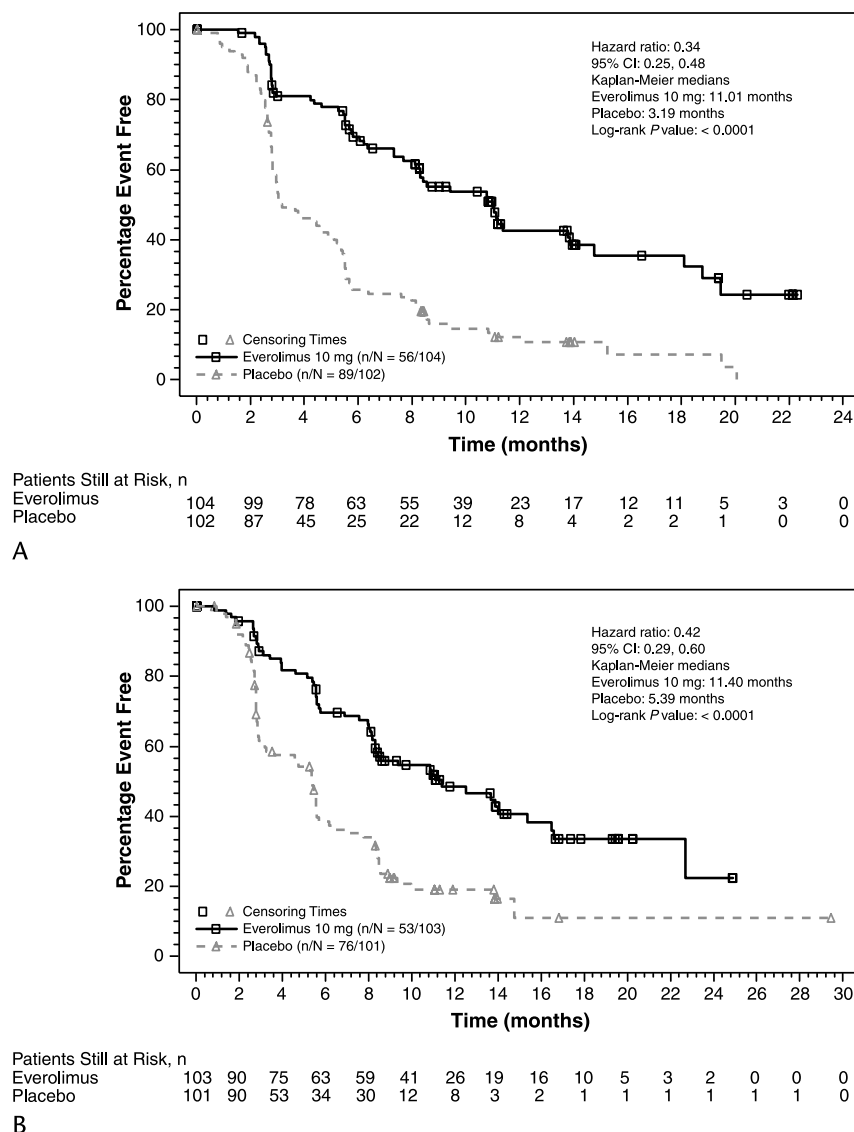 100
80
60
40
20
0
Percentage Event Free
Hazard ratio: 0.34
95% CI: 0.25, 0.48
Kaplan-Meier medians
Everolimus 10 mg: 11.01 months
Placebo: 3.19 months
Log-rank P value: < 0.0001
Censoring Times
Everolimus 10 mg (n/N = 56/104)
Placebo (n/N = 89/102)
0 2 4 6 8 10 12 14 16 18 20 22 24
Time (months)
Patients Still at Risk, n
Everolimus 104 99 78 63 55 39 23 17 12 11 5 3 0
Placebo 102 87 45 25 22 12 8 4 2 2 1 0 0
A
100
80
60
40
20
0
Percentage Event Free
Hazard ratio: 0.42
95% CI: 0.29, 0.60
Kaplan-Meier medians
Everolimus 10 mg: 11.40 months
Placebo: 5.39 months
Log-rank P value: < 0.0001
Censoring Times
Everolimus 10 mg (n/N = 53/103)
Placebo (n/N = 76/101)
0 2 4 6 8 10 12 14 16 18 20 22 24 26 28 30
Time (months)
Patients Still at Risk, n
Everolimus 103 90 75 63 59 41 26 19 16 10 5 3 2 0 0 0
Placebo 101 90 53 34 30 12 8 3 2 1 1 1 1 1 1 0
B